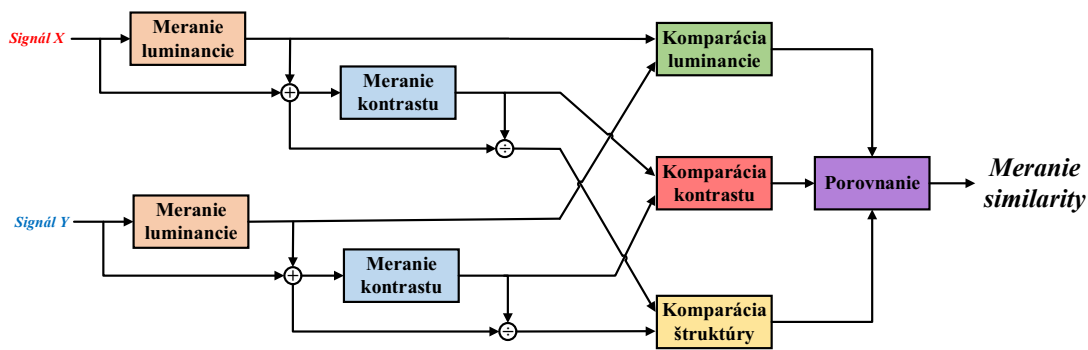 Signál X
Meranie
luminancie
Meranie
kontrastu
Komparácia
luminancie
+
÷
Signál Y
Meranie
luminancie
Meranie
kontrastu
+
÷
Komparácia
kontrastu
Komparácia
štruktúry
Porovnanie
Meranie
similarity